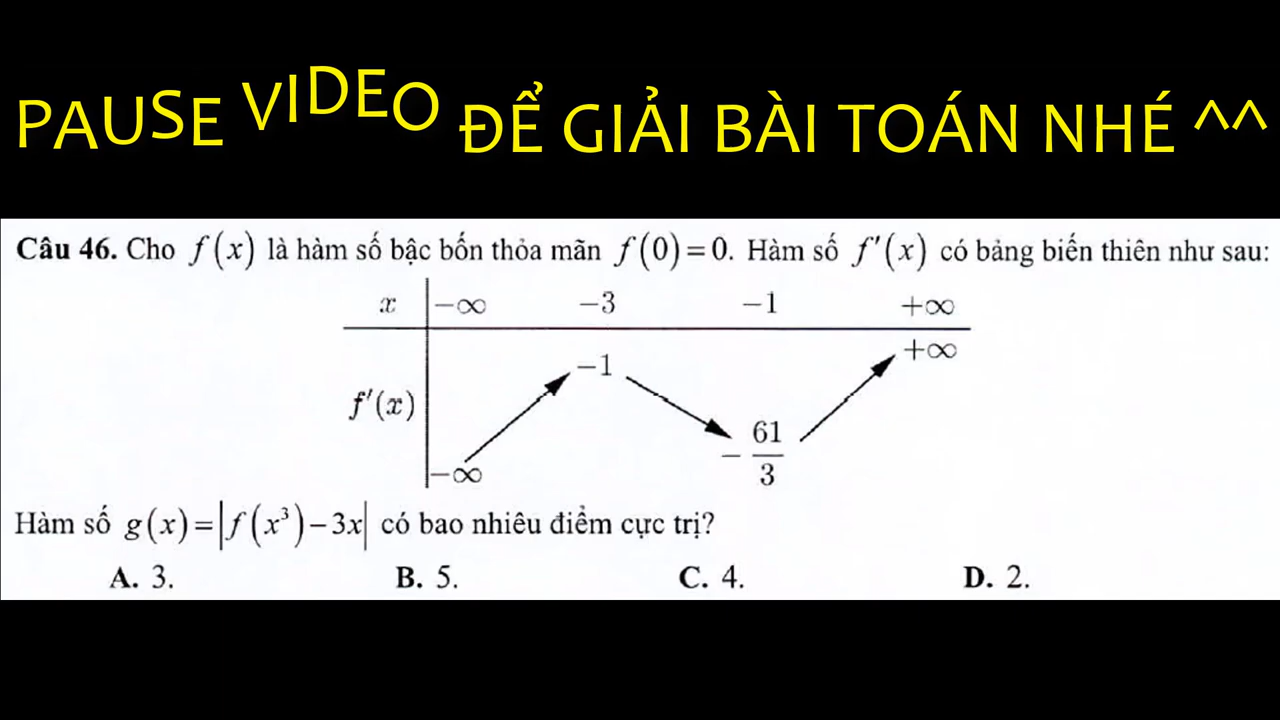 PAUSE VIDEO ĐỂ GIẢI BÀI TOÁN NHÉ ^^
Câu 46. Cho f(x) là hàm số bậc bốn thỏa mãn f(0)=0. Hàm số f'(x) có bảng biến thiên như sau:
x −∞ −3 −1 +∞
f'(x) −∞ −1 −61/3 +∞
Hàm số g(x)=|f(x³)−3x| có bao nhiêu điểm cực trị?
A. 3. B. 5. C. 4. D. 2.